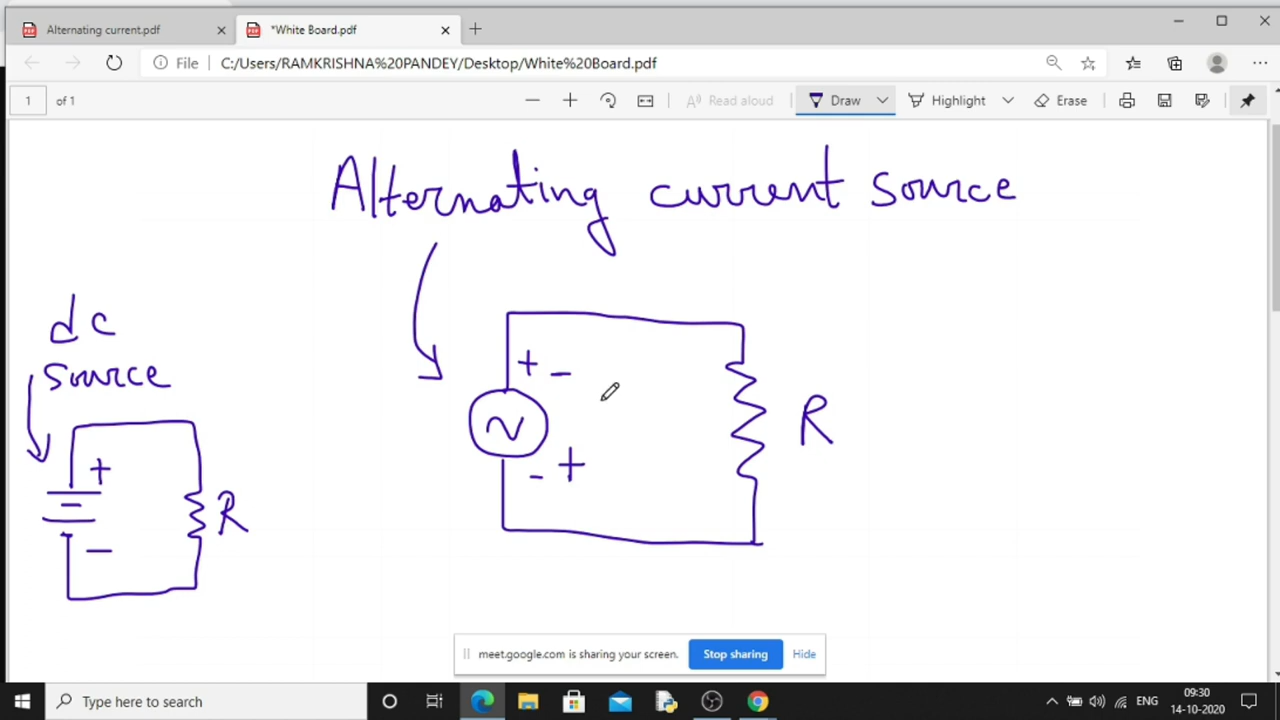 Alternating current.pdf
*White Board.pdf
File
C:/Users/RAMKRISHNA%20PANDEY/Desktop/White%20Board.pdf
1 of 1
Read aloud
Draw
Highlight
Erase
Alternating current source
dc
source
+
-
R
+ -
- +
R
meet.google.com is sharing your screen.
Stop sharing
Hide
Type here to search
ENG
09:30
14-10-2020